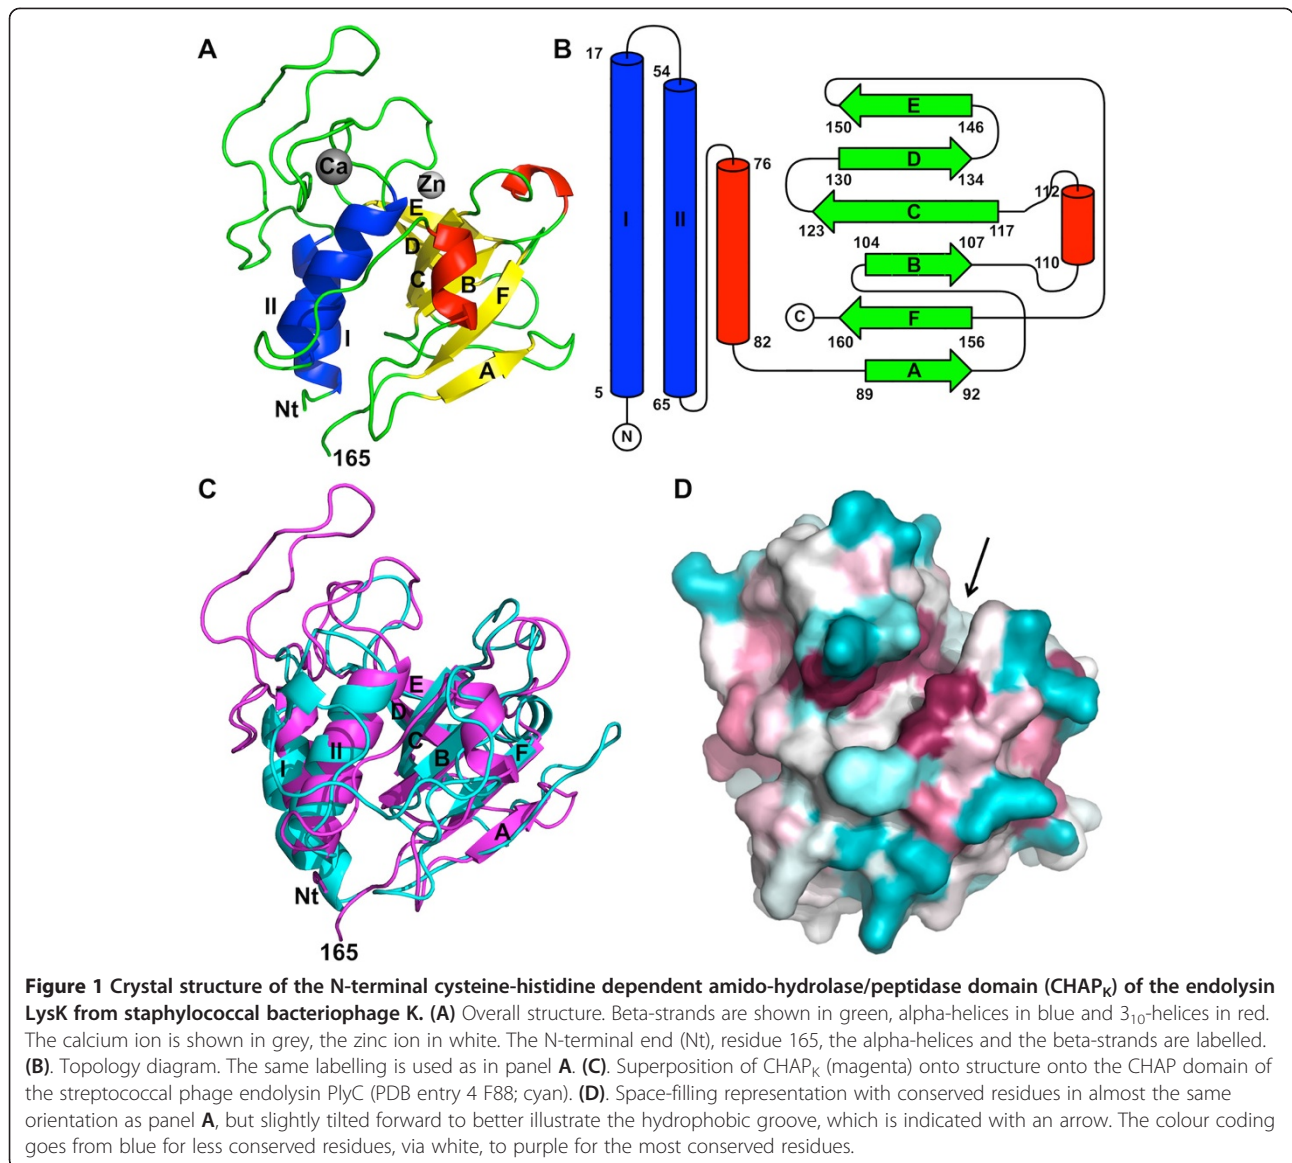 A
Ca
Zn
E
D
C
B
F
II
I
A
Nt
165
B
17
54
I
II
5
65
N
76
82
E
150
146
D
130
134
C
123
117
112
110
104
107
B
C
F
160
156
A
89
92
C
E
D
C
B
F
I
II
A
Nt
165
D
Figure 1 Crystal structure of the N-terminal cysteine-histidine dependent amido-hydrolase/peptidase domain (CHAPK) of the endolysin
LysK from staphylococcal bacteriophage K. (A) Overall structure. Beta-strands are shown in green, alpha-helices in blue and 310-helices in red.
The calcium ion is shown in grey, the zinc ion in white. The N-terminal end (Nt), residue 165, the alpha-helices and the beta-strands are labelled.
(B). Topology diagram. The same labelling is used as in panel A. (C). Superposition of CHAPK (magenta) onto structure onto the CHAP domain of
the streptococcal phage endolysin PlyC (PDB entry 4 F88; cyan). (D). Space-filling representation with conserved residues in almost the same
orientation as panel A, but slightly tilted forward to better illustrate the hydrophobic groove, which is indicated with an arrow. The colour coding
goes from blue for less conserved residues, via white, to purple for the most conserved residues.